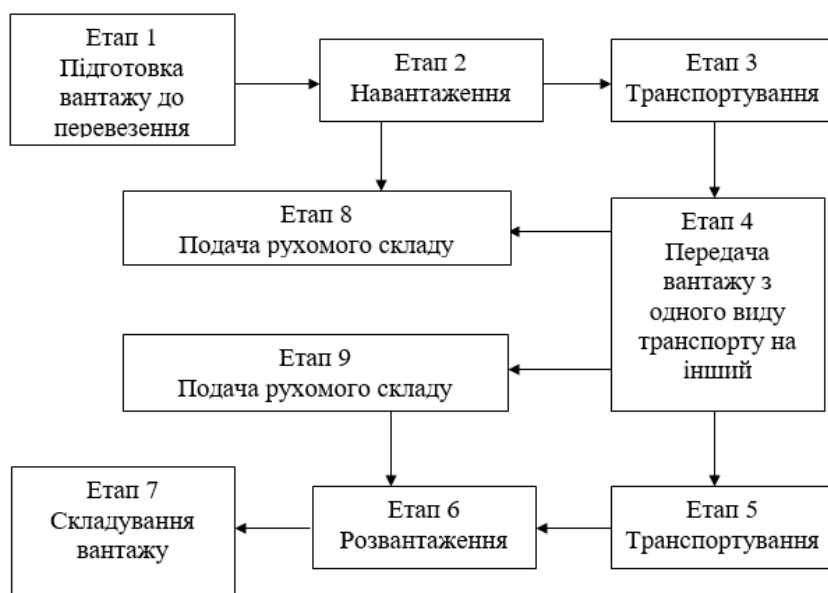 Етап 1
Підготовка
вантажу до
перевезення
Етап 2
Навантаження
Етап 3
Транспортування
Етап 8
Подача рухомого складу
Етап 4
Передача
вантажу з
одного виду
транспорту на
інший
Етап 9
Подача рухомого складу
Етап 7
Складування
вантажу
Етап 6
Розвантаження
Етап 5
Транспортування